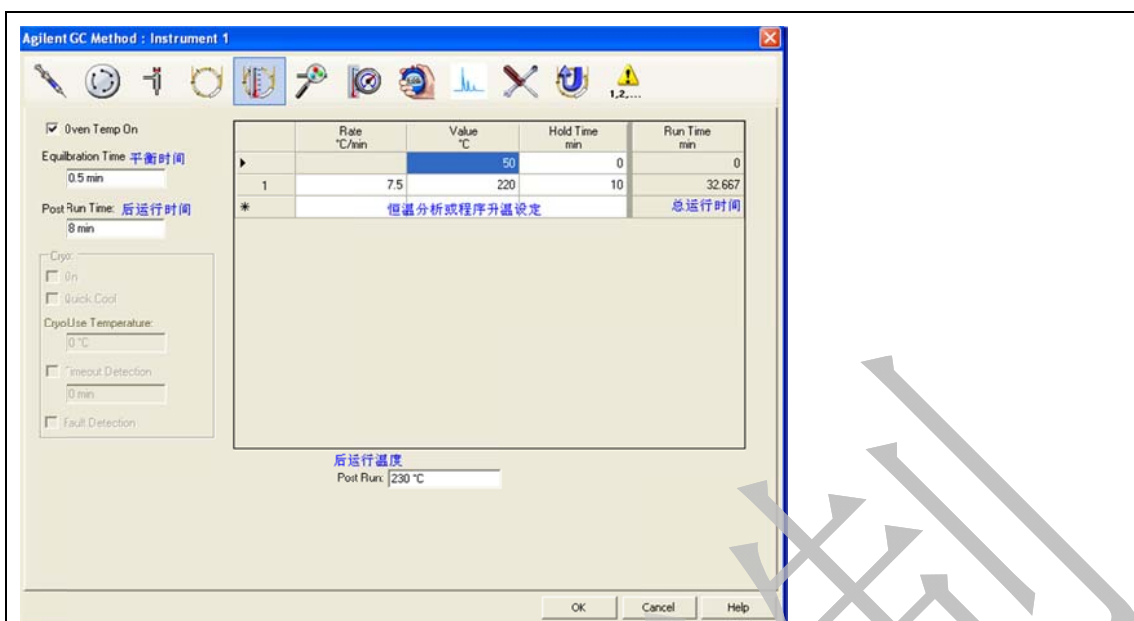 Agilent GC Method : Instrument 1
1,2,...
Oven Temp On
Equilbration Time 平衡时间
0.5 min
Post Run Time: 后运行时间
8 min
Cryo:
On
Quick Cool
CryoUse Temperature:
0 °C
Timeout Detection
0 min
Fault Detection
Rate Value Hold Time Run Time
°C/min °C min min
50 0 0
1 7.5 220 10 32.667
* 恒温分析或程序升温设定 总运行时间
后运行温度
Post Run: 230 °C
OK Cancel Help